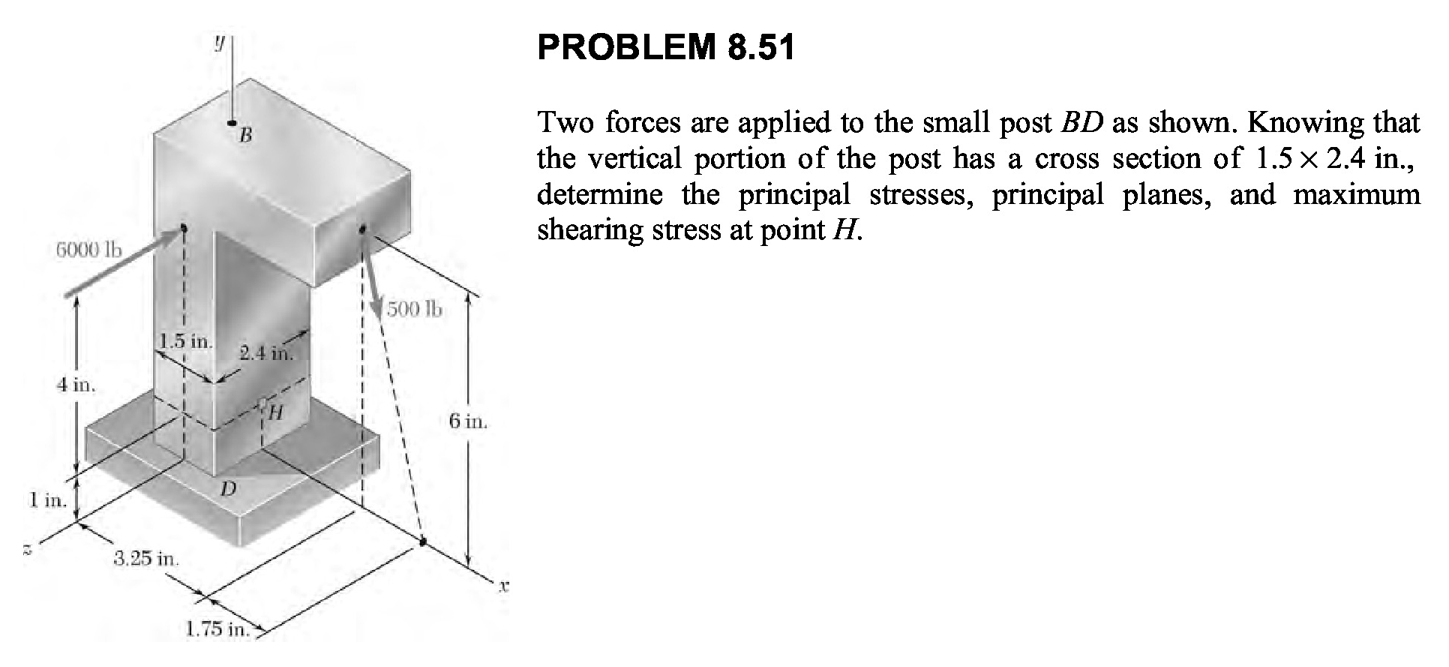 PROBLEM 8.51
Two forces are applied to the small post BD as shown. Knowing that
the vertical portion of the post has a cross section of 1.5 × 2.4 in.,
determine the principal stresses, principal planes, and maximum
shearing stress at point H.
y
B
6000 lb
500 lb
1.5 in.
2.4 in.
4 in.
H
6 in.
D
1 in.
z
3.25 in.
x
1.75 in.